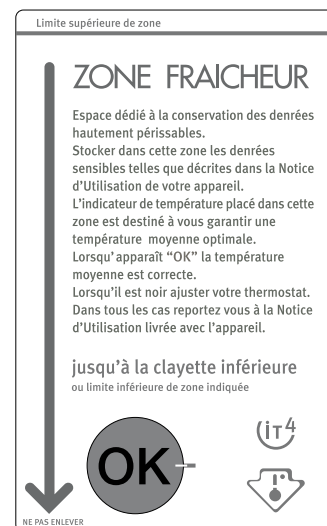 Limite supérieure de zone
ZONE FRAICHEUR
Espace dédié à la conservation des denrées
hautement périssables.
Stocker dans cette zone les denrées
sensibles telles que décrites dans la Notice
d'Utilisation de votre appareil.
L'indicateur de température placé dans cette
zone est destiné à vous garantir une
température moyenne optimale.
Lorsqu'apparaît “OK” la température
moyenne est correcte.
Lorsqu'il est noir ajuster votre thermostat.
Dans tous les cas reportez vous à la Notice
d'Utilisation livrée avec l'appareil.
jusqu'à la clayette inférieure
ou limite inférieure de zone indiquée
iT4
OK
NE PAS ENLEVER